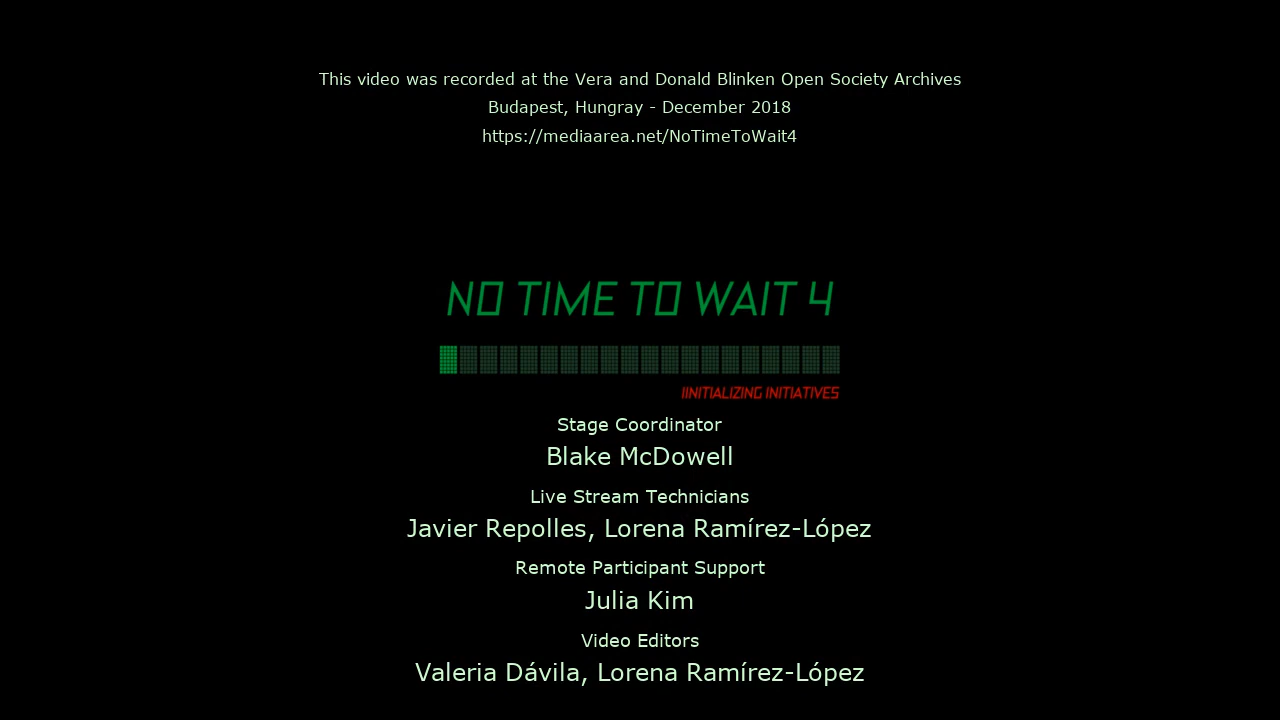 This video was recorded at the Vera and Donald Blinken Open Society Archives
Budapest, Hungray - December 2018
https://mediaarea.net/NoTimeToWait4
NO TIME TO WAIT 4
IINITIALIZING INITIATIVES
Stage Coordinator
Blake McDowell
Live Stream Technicians
Javier Repolles, Lorena Ramírez-López
Remote Participant Support
Julia Kim
Video Editors
Valeria Dávila, Lorena Ramírez-López